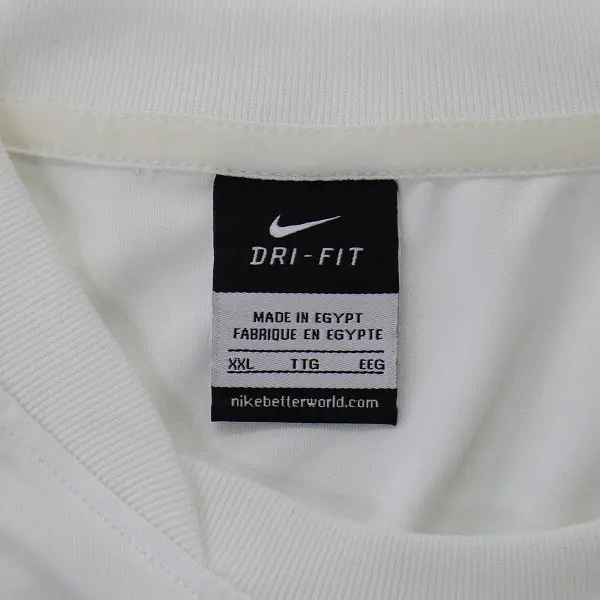 DRI-FIT
MADE IN EGYPT
FABRIQUE EN EGYPTE
XXL TTG EEG
nikebetterworld.com